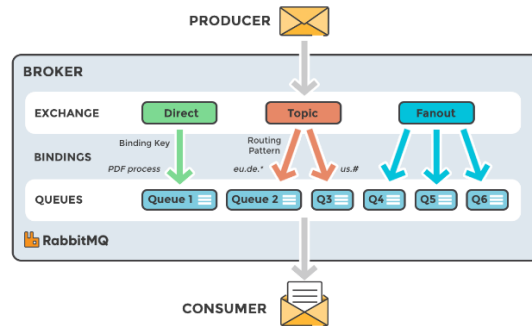 PRODUCER
BROKER
EXCHANGE Direct Topic Fanout
Binding Key Routing Pattern
BINDINGS
PDF process eu.de.* us.#
QUEUES Queue 1 Queue 2 Q3 Q4 Q5 Q6
RabbitMQ
CONSUMER